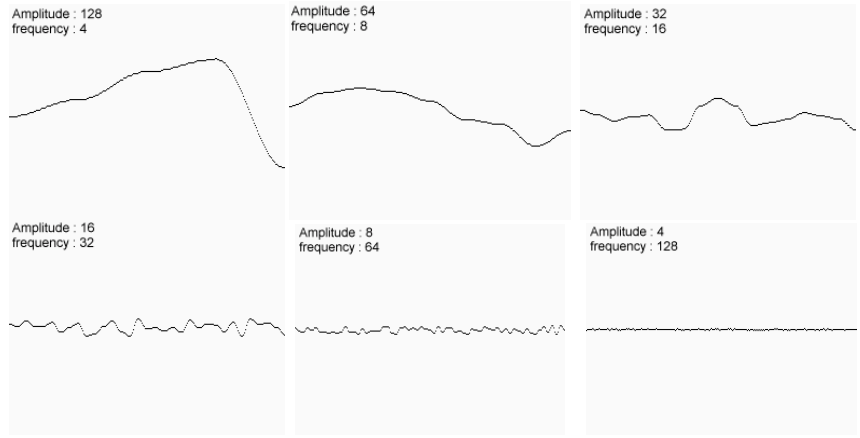 Amplitude : 128
frequency : 4
Amplitude : 64
frequency : 8
Amplitude : 32
frequency : 16
Amplitude : 16
frequency : 32
Amplitude : 8
frequency : 64
Amplitude : 4
frequency : 128